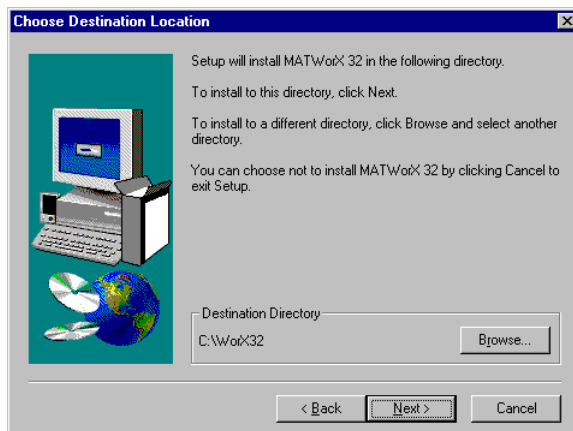 Choose Destination Location
Setup will install MATWorX 32 in the following directory.
To install to this directory, click Next.
To install to a different directory, click Browse and select another
directory.
You can choose not to install MATWorX 32 by clicking Cancel to
exit Setup.
Destination Directory
C:\WorX32
Browse...
< Back
Next >
Cancel